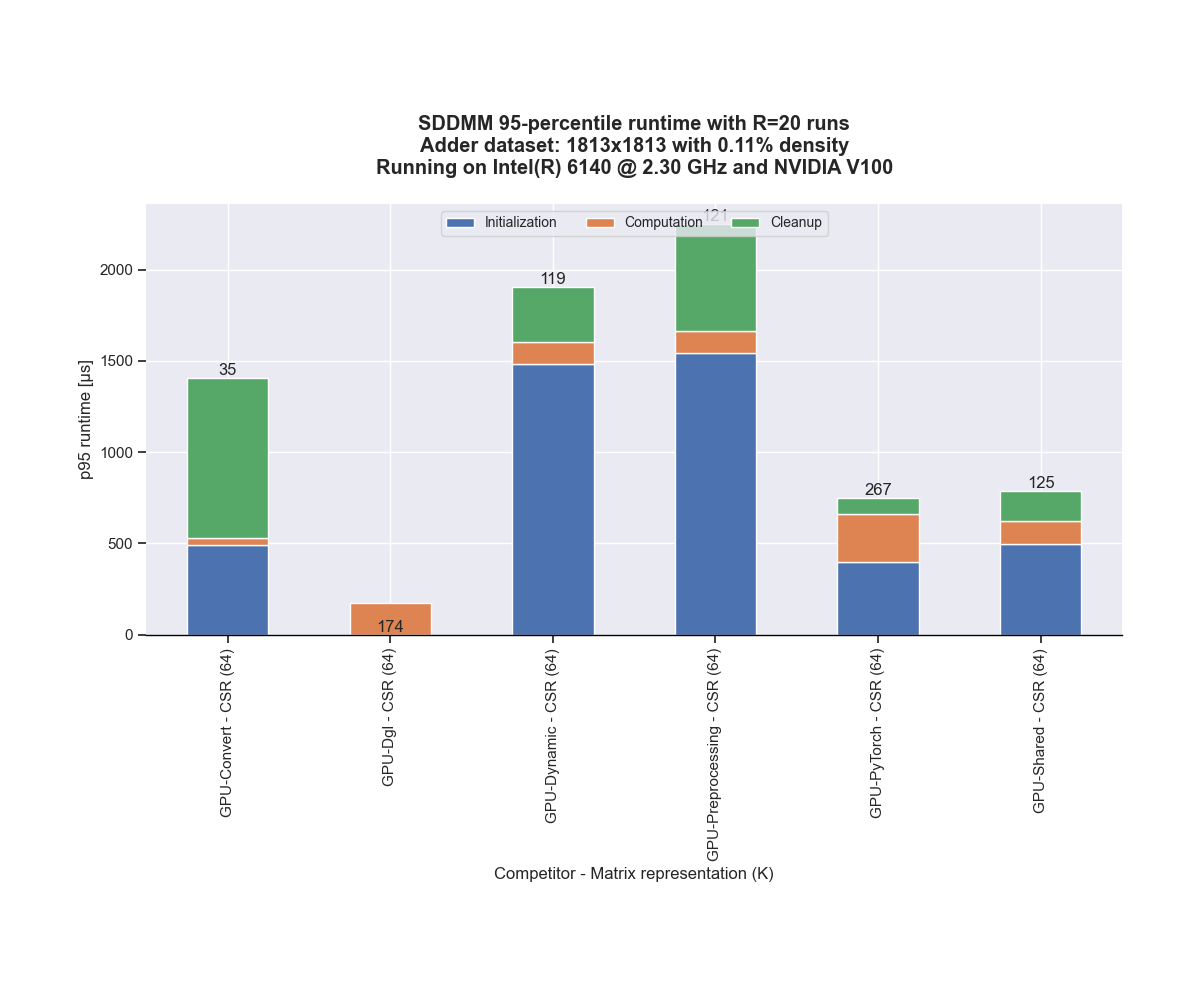 SDDMM 95-percentile runtime with R=20 runs
Adder dataset: 1813x1813 with 0.11% density
Running on Intel(R) 6140 @ 2.30 GHz and NVIDIA V100
121
Initialization Computation Cleanup
119
35
267
125
174
p95 runtime [µs]
2000
1500
1000
500
0
GPU-Convert - CSR (64)
GPU-Dgl - CSR (64)
GPU-Dynamic - CSR (64)
GPU-Preprocessing - CSR (64)
GPU-PyTorch - CSR (64)
GPU-Shared - CSR (64)
Competitor - Matrix representation (K)